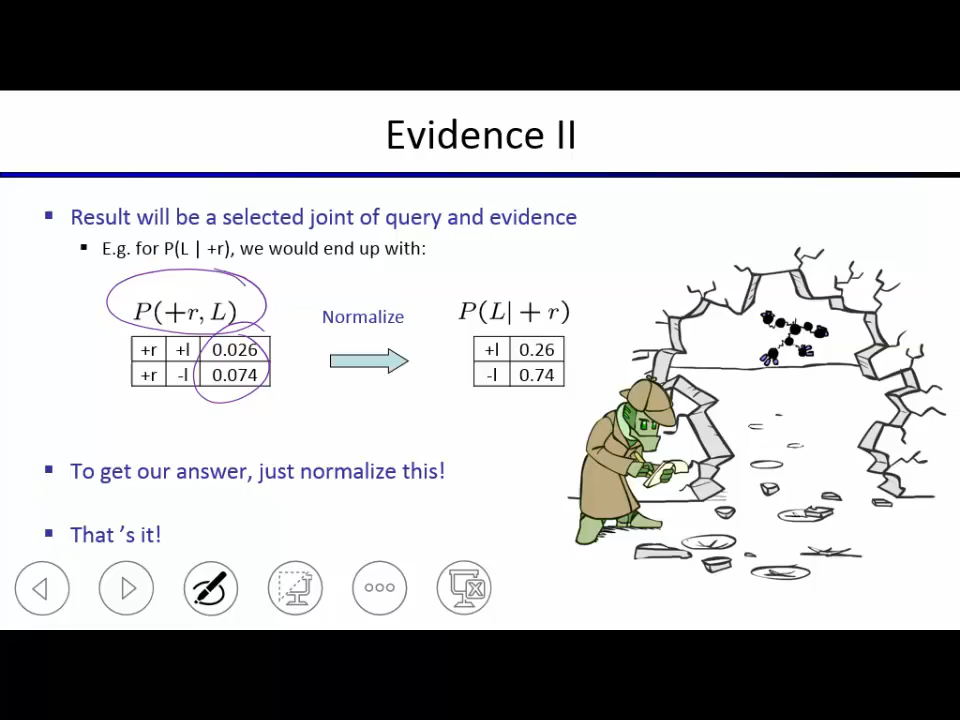 Evidence II
▪ Result will be a selected joint of query and evidence
▪ E.g. for P(L | +r), we would end up with:
P(+r, L)
Normalize
P(L| + r)
+r +l 0.026
+r -l 0.074
+l 0.26
-l 0.74
▪ To get our answer, just normalize this!
▪ That 's it!